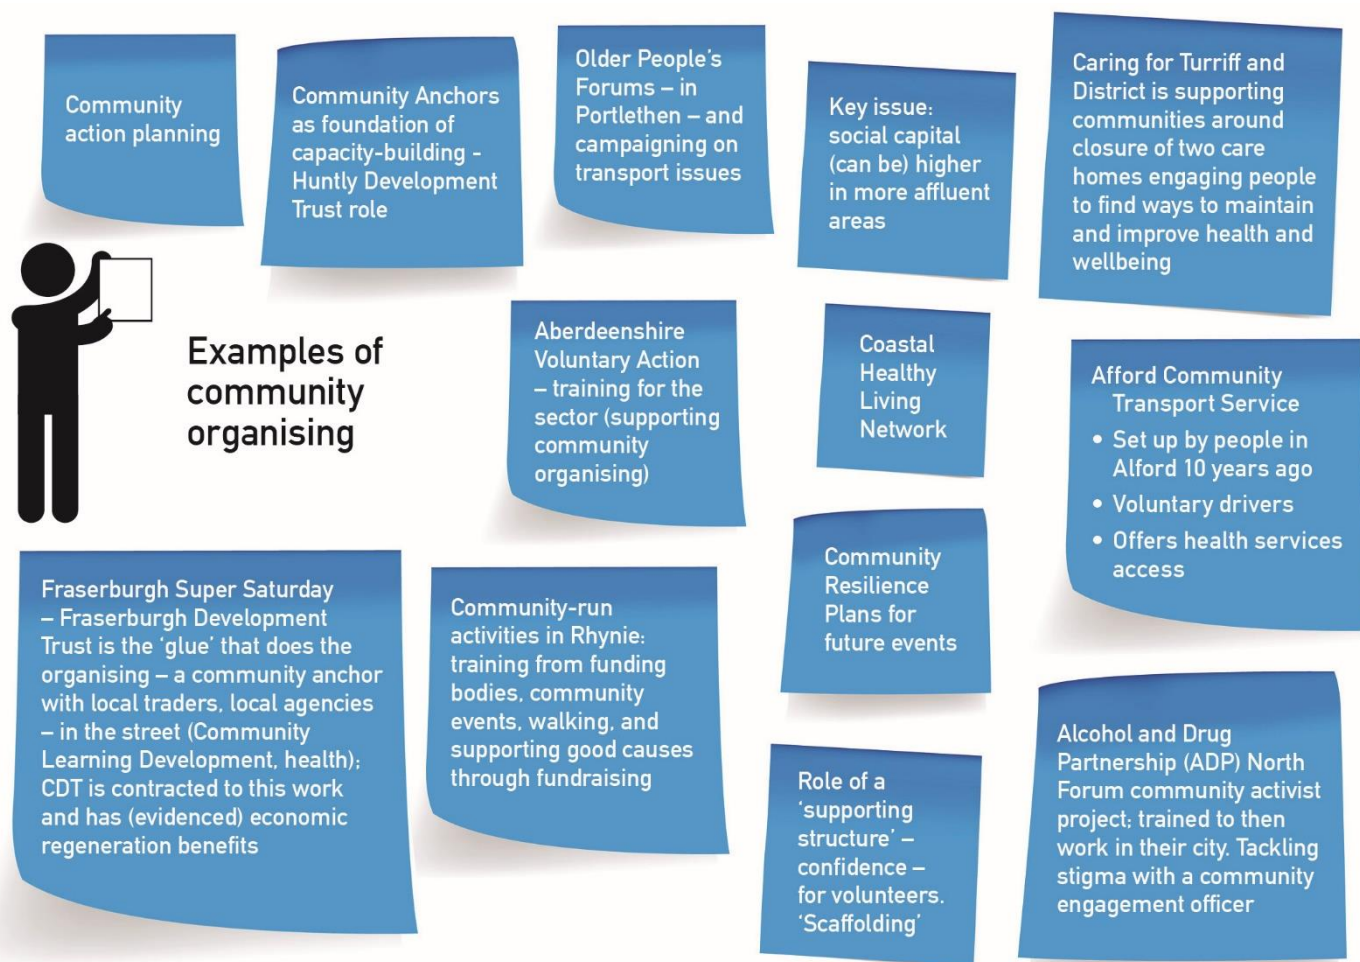 Community
action planning
Community Anchors
as foundation of
capacity-building -
Huntly Development
Trust role
Older People's
Forums – in
Portlethen – and
campaigning on
transport issues
Key issue:
social capital
(can be) higher
in more affluent
areas
Caring for Turriff and
District is supporting
communities around
closure of two care
homes engaging people
to find ways to maintain
and improve health and
wellbeing
Examples of
community
organising
Aberdeenshire
Voluntary Action
– training for the
sector (supporting
community
organising)
Coastal
Healthy
Living
Network
Afford Community
Transport Service
• Set up by people in
Alford 10 years ago
• Voluntary drivers
• Offers health services
access
Fraserburgh Super Saturday
– Fraserburgh Development
Trust is the ‘glue’ that does the
organising – a community anchor
with local traders, local agencies
– in the street (Community
Learning Development, health);
CDT is contracted to this work
and has (evidenced) economic
regeneration benefits
Community-run
activities in Rhynie:
training from funding
bodies, community
events, walking, and
supporting good causes
through fundraising
Community
Resilience
Plans for
future events
Role of a
‘supporting
structure’ –
confidence –
for volunteers.
‘Scaffolding’
Alcohol and Drug
Partnership (ADP) North
Forum community activist
project; trained to then
work in their city. Tackling
stigma with a community
engagement officer